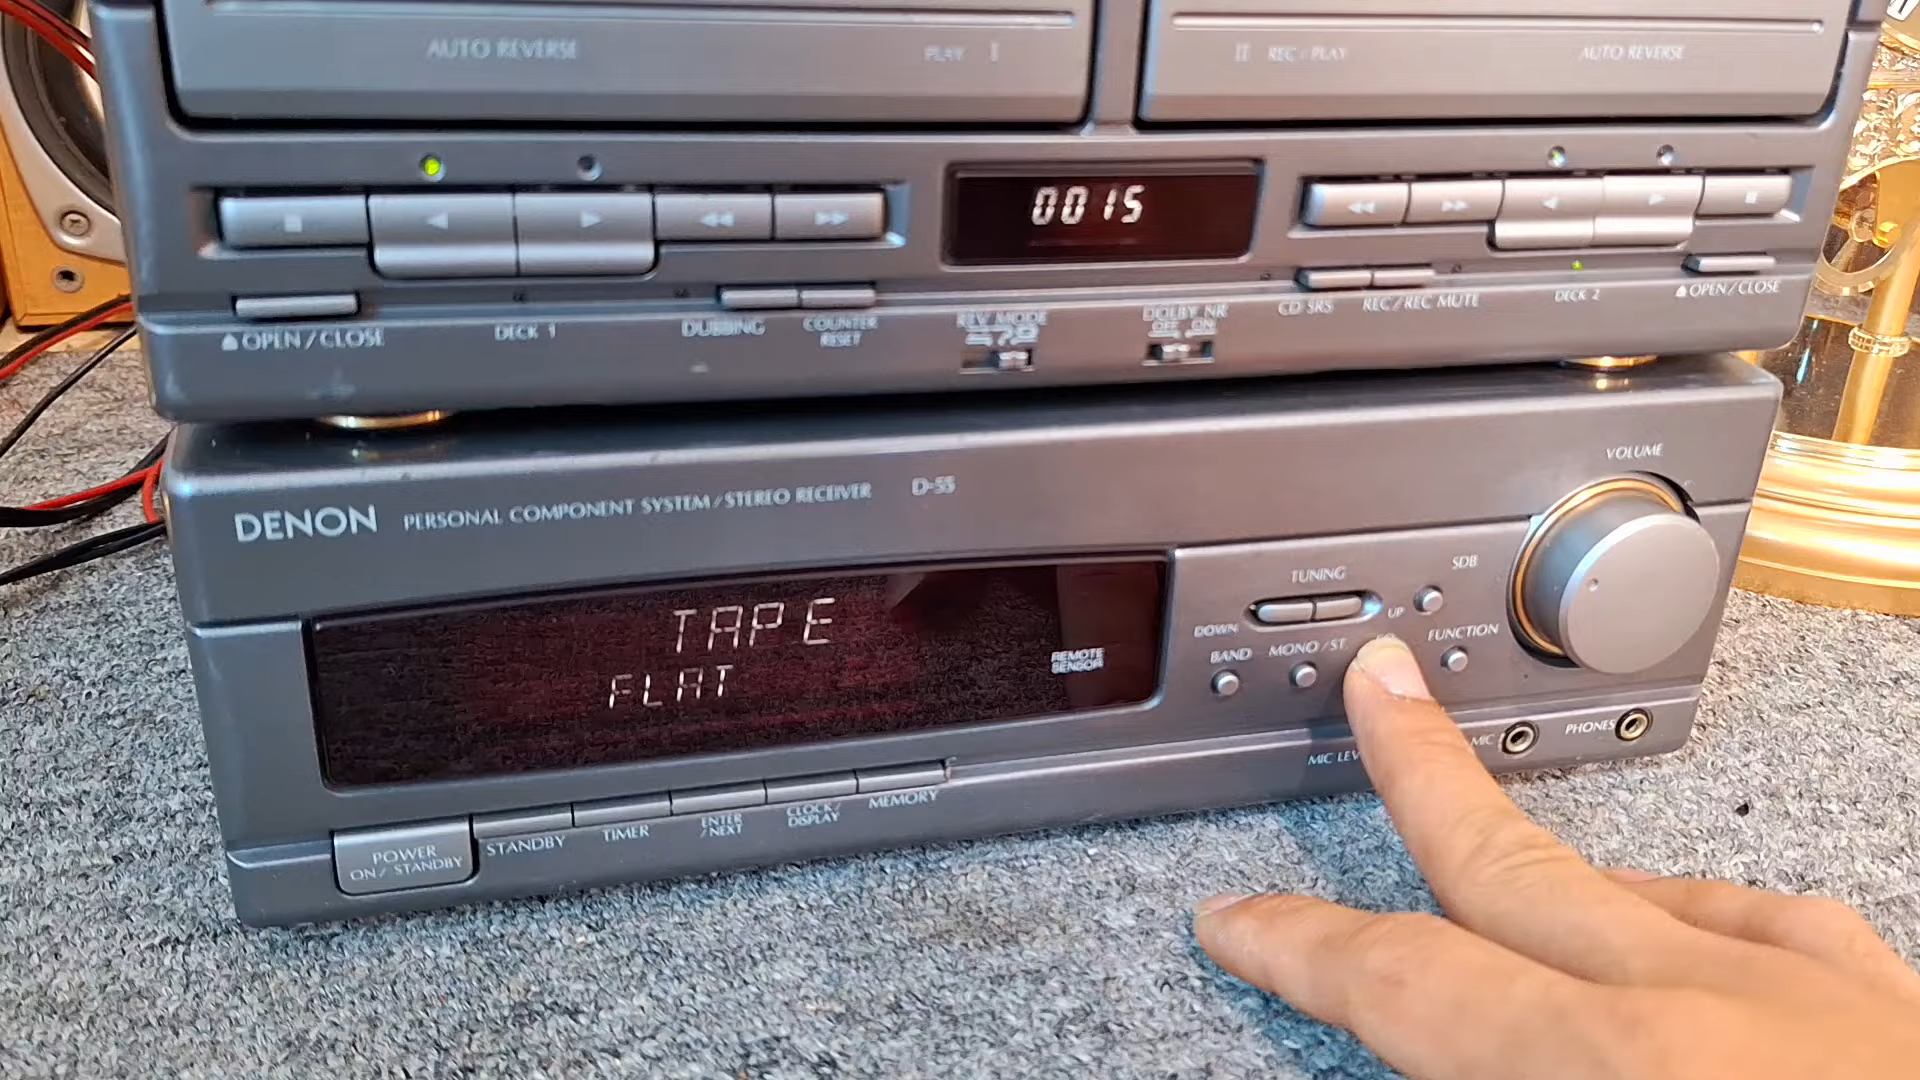 AUTO REVERSE
PLAY I
II REC / PLAY
AUTO REVERSE
0015
OPEN / CLOSE
DECK 1
DUBBING
COUNTER
RESET
REV MODE
DOLBY NR
OFF ON
CD SRS
REC/REC MUTE
DECK 2
OPEN/CLOSE
DENON
PERSONAL COMPONENT SYSTEM/STEREO RECEIVER
D-55
VOLUME
TAPE
FLAT
REMOTE
SENSOR
TUNING
SDB
DOWN
UP
BAND
MONO / ST.
FUNCTION
MIC LEV
MIC
PHONES
POWER
ON / STANDBY
STANDBY
TIMER
ENTER
/NEXT
CLOCK/
DISPLAY
MEMORY